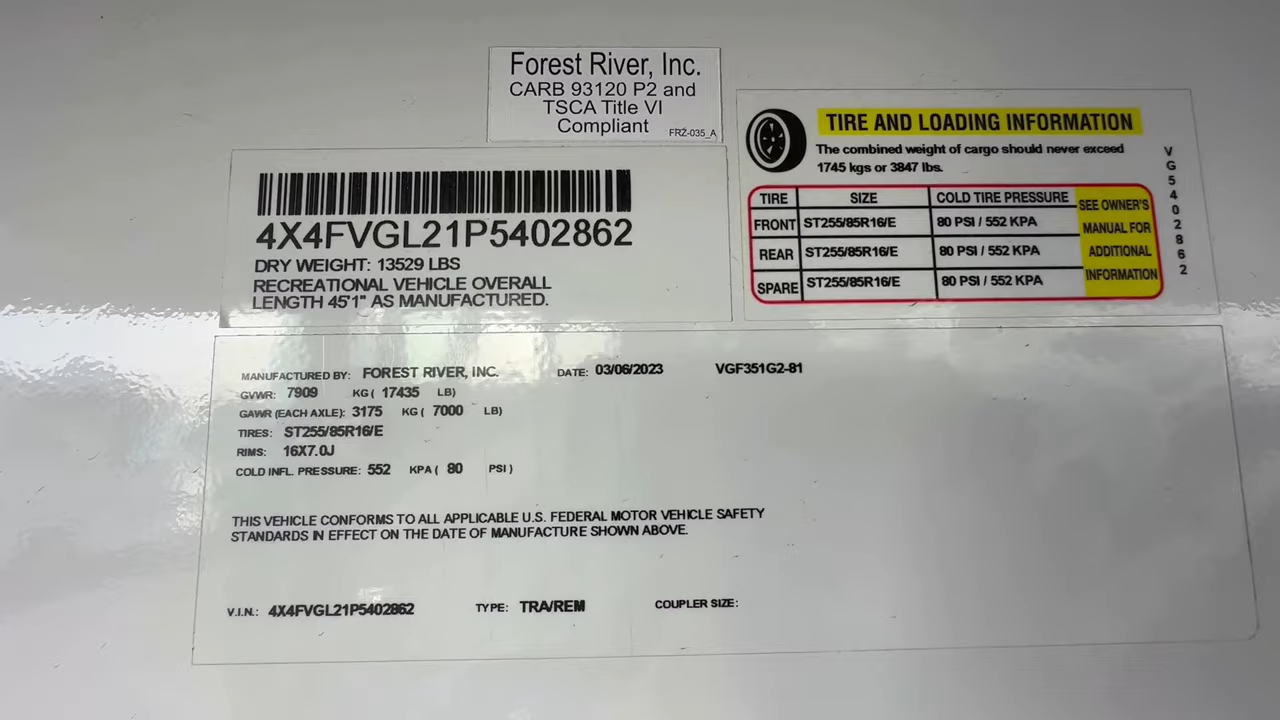 Forest River, Inc.
CARB 93120 P2 and
TSCA Title VI
Compliant
FRZ-035_A
4X4FVGL21P5402862
DRY WEIGHT: 13529 LBS
RECREATIONAL VEHICLE OVERALL
LENGTH 45'1" AS MANUFACTURED.
TIRE AND LOADING INFORMATION
The combined weight of cargo should never exceed
1745 kgs or 3847 lbs.
TIRE SIZE COLD TIRE PRESSURE
FRONT ST255/85R16/E 80 PSI / 552 KPA
REAR ST255/85R16/E 80 PSI / 552 KPA
SPARE ST255/85R16/E 80 PSI / 552 KPA
SEE OWNER'S
MANUAL FOR
ADDITIONAL
INFORMATION
VG5402862
MANUFACTURED BY: FOREST RIVER, INC. DATE: 03/06/2023 VGF351G2-81
GVWR: 7909 KG ( 17435 LB)
GAWR (EACH AXLE): 3175 KG ( 7000 LB)
TIRES: ST255/85R16/E
RIMS: 16X7.0J
COLD INFL. PRESSURE: 552 KPA ( 80 PSI )
THIS VEHICLE CONFORMS TO ALL APPLICABLE U.S. FEDERAL MOTOR VEHICLE SAFETY
STANDARDS IN EFFECT ON THE DATE OF MANUFACTURE SHOWN ABOVE.
V.I.N.: 4X4FVGL21P5402862 TYPE: TRA/REM COUPLER SIZE: